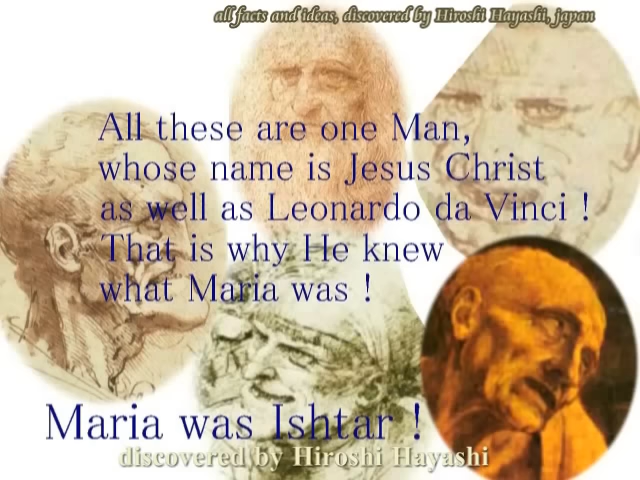 all facts and ideas, discovered by Hiroshi Hayashi, japan
All these are one Man,
whose name is Jesus Christ
as well as Leonardo da Vinci !
That is why He knew
what Maria was !
Maria was Ishtar !
discovered by Hiroshi Hayashi